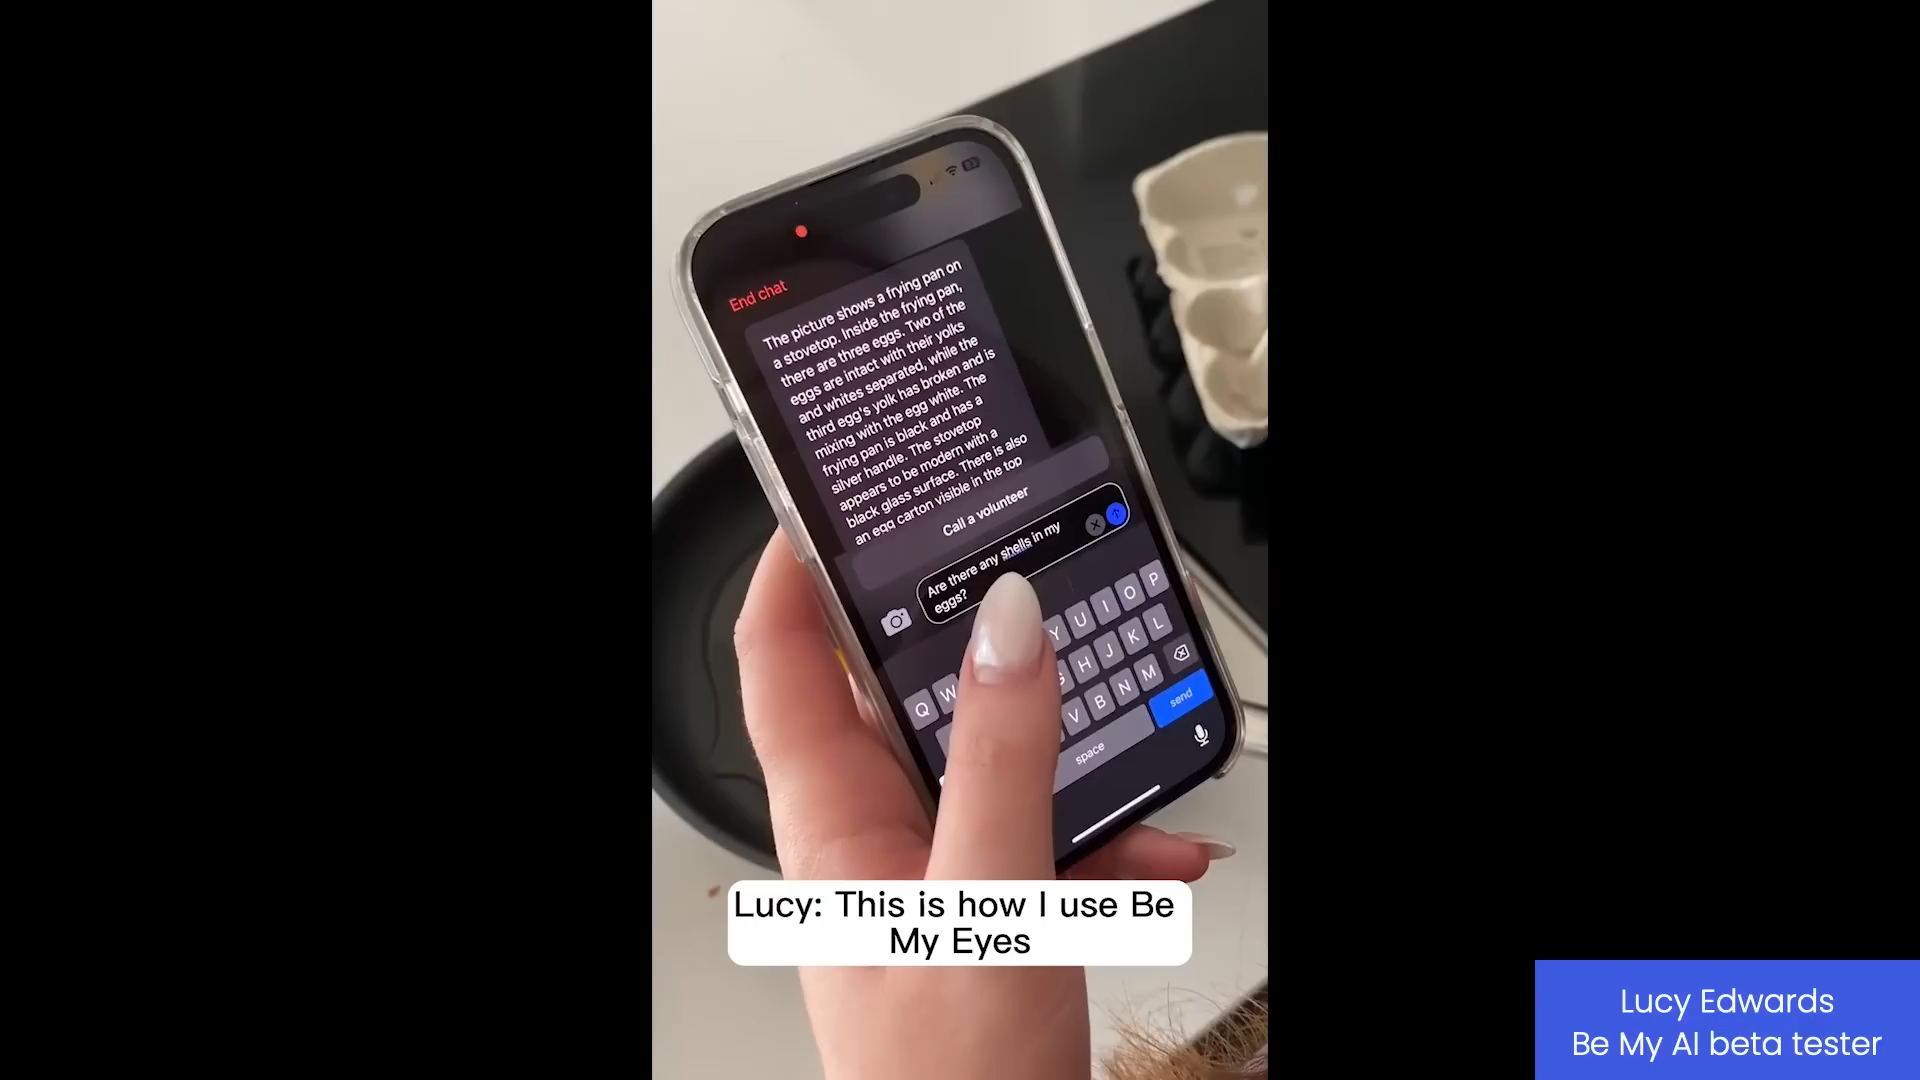 End chat
The picture shows a frying pan on
a stovetop. Inside the frying pan,
there are three eggs. Two of the
eggs are intact with their yolks
and whites separated, while the
third egg's yolk has broken and is
mixing with the egg white. The
frying pan is black and has a
silver handle. The stovetop
appears to be modern with a
black glass surface. There is also
an egg carton visible in the top
Call a volunteer
Are there any shells in my
eggs?
Q W Y U I O P
G H J K L
V B N M
space
send
Lucy: This is how I use Be
My Eyes
Lucy Edwards
Be My AI beta tester